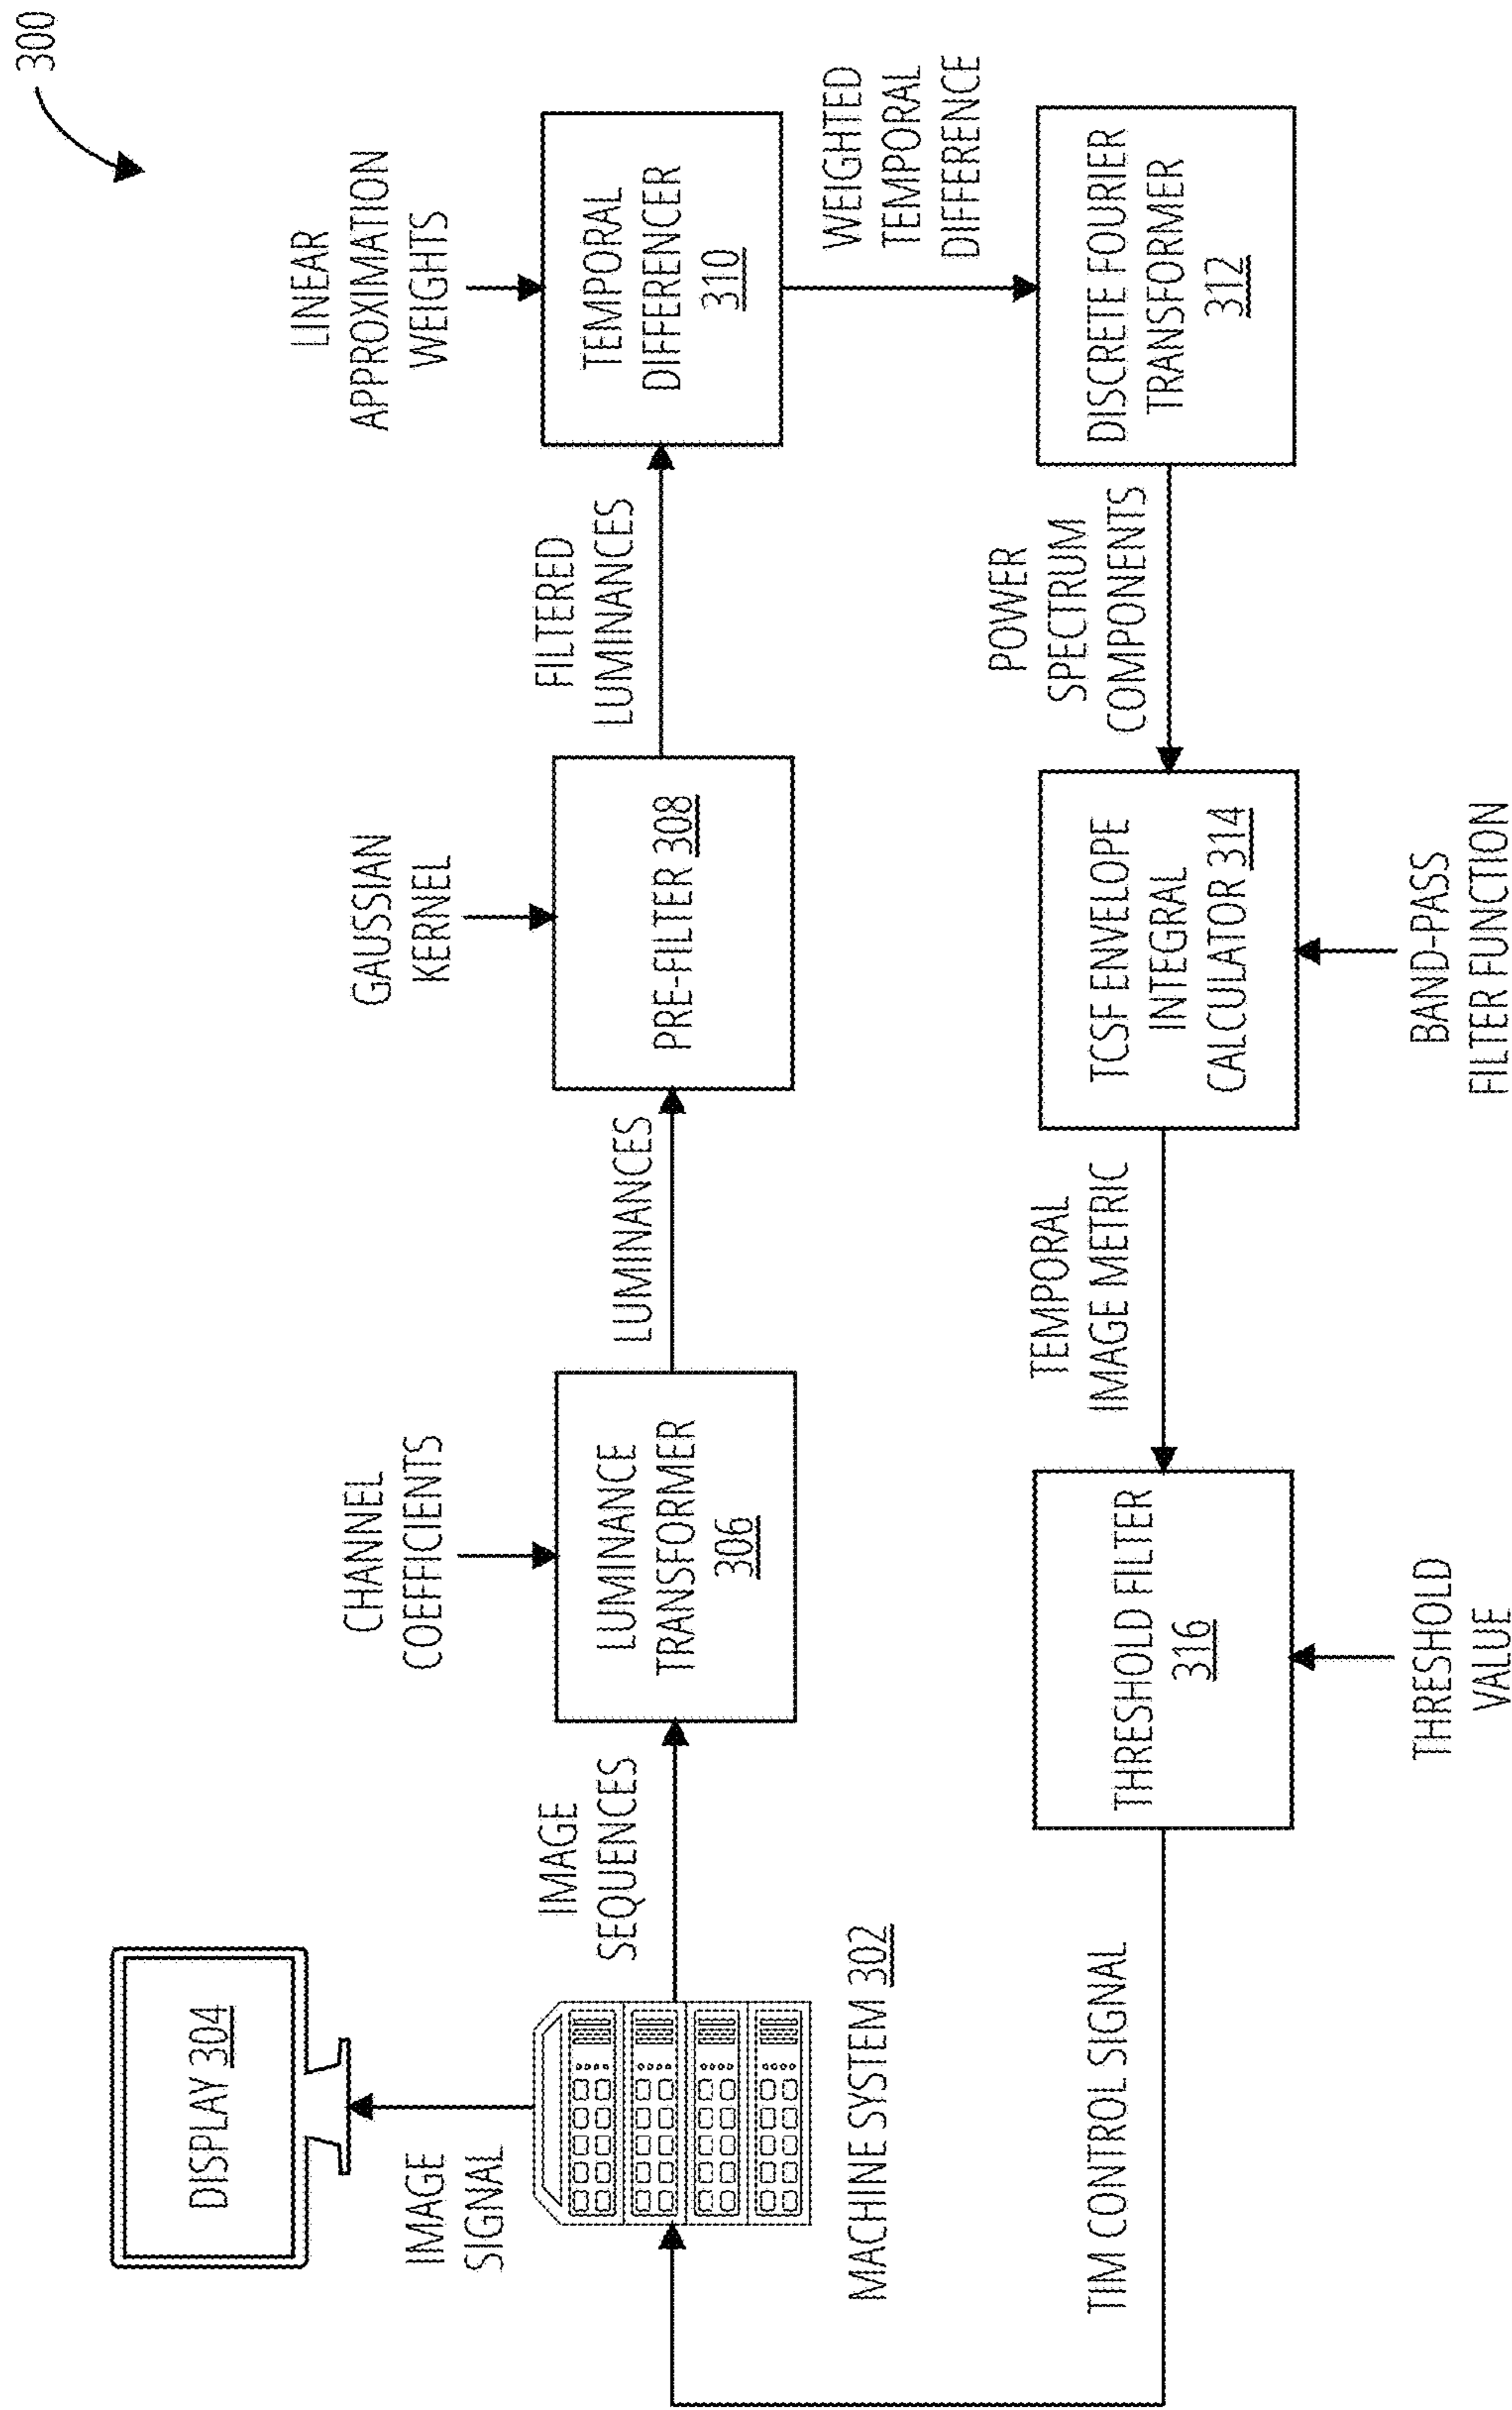 300
DISPLAY 304
IMAGE
SIGNAL
MACHINE SYSTEM 302
IMAGE
SEQUENCES
CHANNEL
COEFFICIENTS
LUMINANCE
TRANSFORMER
306
LUMINANCES
GAUSSIAN
KERNEL
PRE-FILTER 308
FILTERED
LUMINANCES
LINEAR
APPROXIMATION
WEIGHTS
TEMPORAL
DIFFERENCER
310
WEIGHTED
TEMPORAL
DIFFERENCE
DISCRETE FOURIER
TRANSFORMER
312
POWER
SPECTRUM
COMPONENTS
TCSF ENVELOPE
INTEGRAL
CALCULATOR 314
BAND-PASS
FILTER FUNCTION
TEMPORAL
IMAGE METRIC
THRESHOLD FILTER
316
THRESHOLD
VALUE
TIM CONTROL SIGNAL